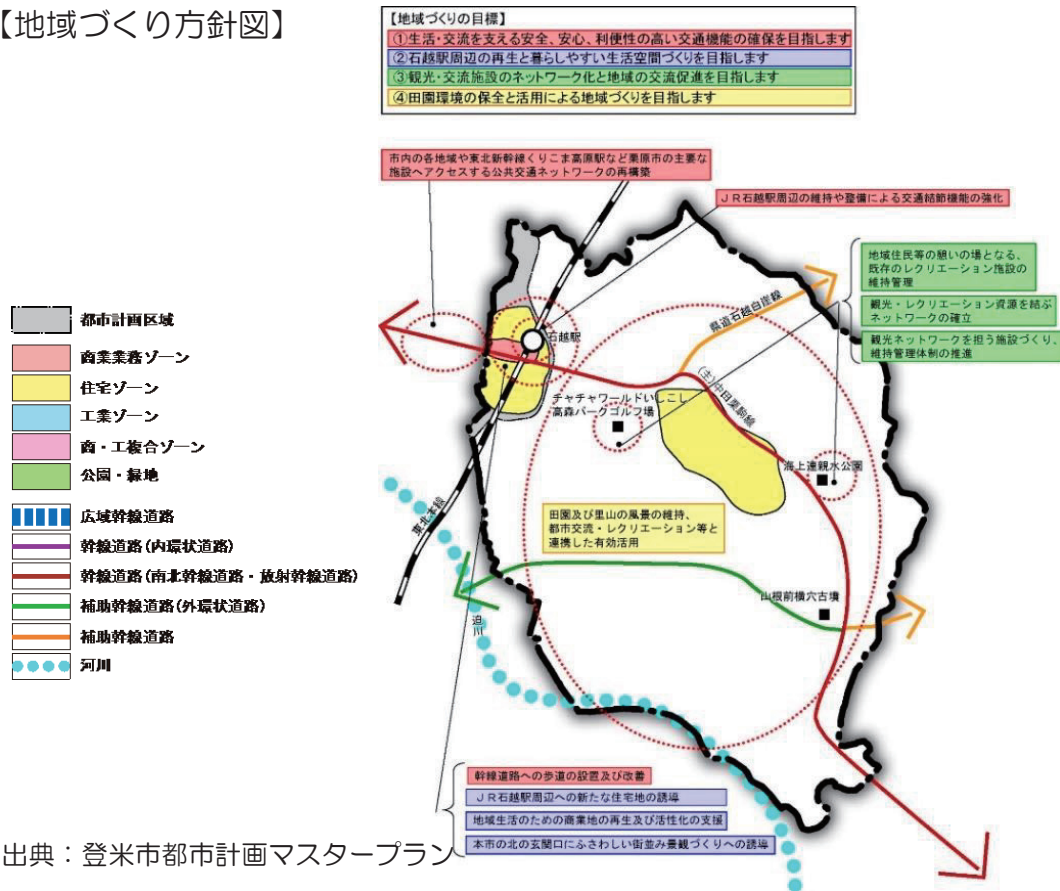 【地域づくり方針図】
【地域づくりの目標】
①生活・交流を支える安全、安心、利便性の高い交通機能の確保を目指します
②石越駅周辺の再生と暮らしやすい生活空間づくりを目指します
③観光・交流施設のネットワーク化と地域の交流促進を目指します
④田園環境の保全と活用による地域づくりを目指します
市内の各地域や東北新幹線くりこま高原駅など栗原市の主要な
施設へアクセスする公共交通ネットワークの再構築
JR石越駅周辺の維持や整備による交通結節機能の強化
地域住民等の憩いの場となる、
既存のレクリエーション施設の
維持管理
観光・レクリエーション資源を結ぶ
ネットワークの確立
観光ネットワークを担う施設づくり、
維持管理体制の推進
都市計画区域
商業業務ゾーン
住宅ゾーン
工業ゾーン
商・工複合ゾーン
公園・緑地
広域幹線道路
幹線道路(内環状道路)
幹線道路(南北幹線道路・放射幹線道路)
補助幹線道路(外環状道路)
補助幹線道路
河川
石越駅
県道石越白崖線
(主)中田栗駒線
チャチャワールドいしこし
高森パークゴルフ場
海上連親水公園
東北本線
田園及び里山の風景の維持、
都市交流・レクリエーション等と
連携した有効活用
山根前横穴古墳
迫川
幹線道路への歩道の設置及び改善
JR石越駅周辺への新たな住宅地の誘導
地域生活のための商業地の再生及び活性化の支援
本市の北の玄関口にふさわしい街並み景観づくりへの誘導
出典：登米市都市計画マスタープラン